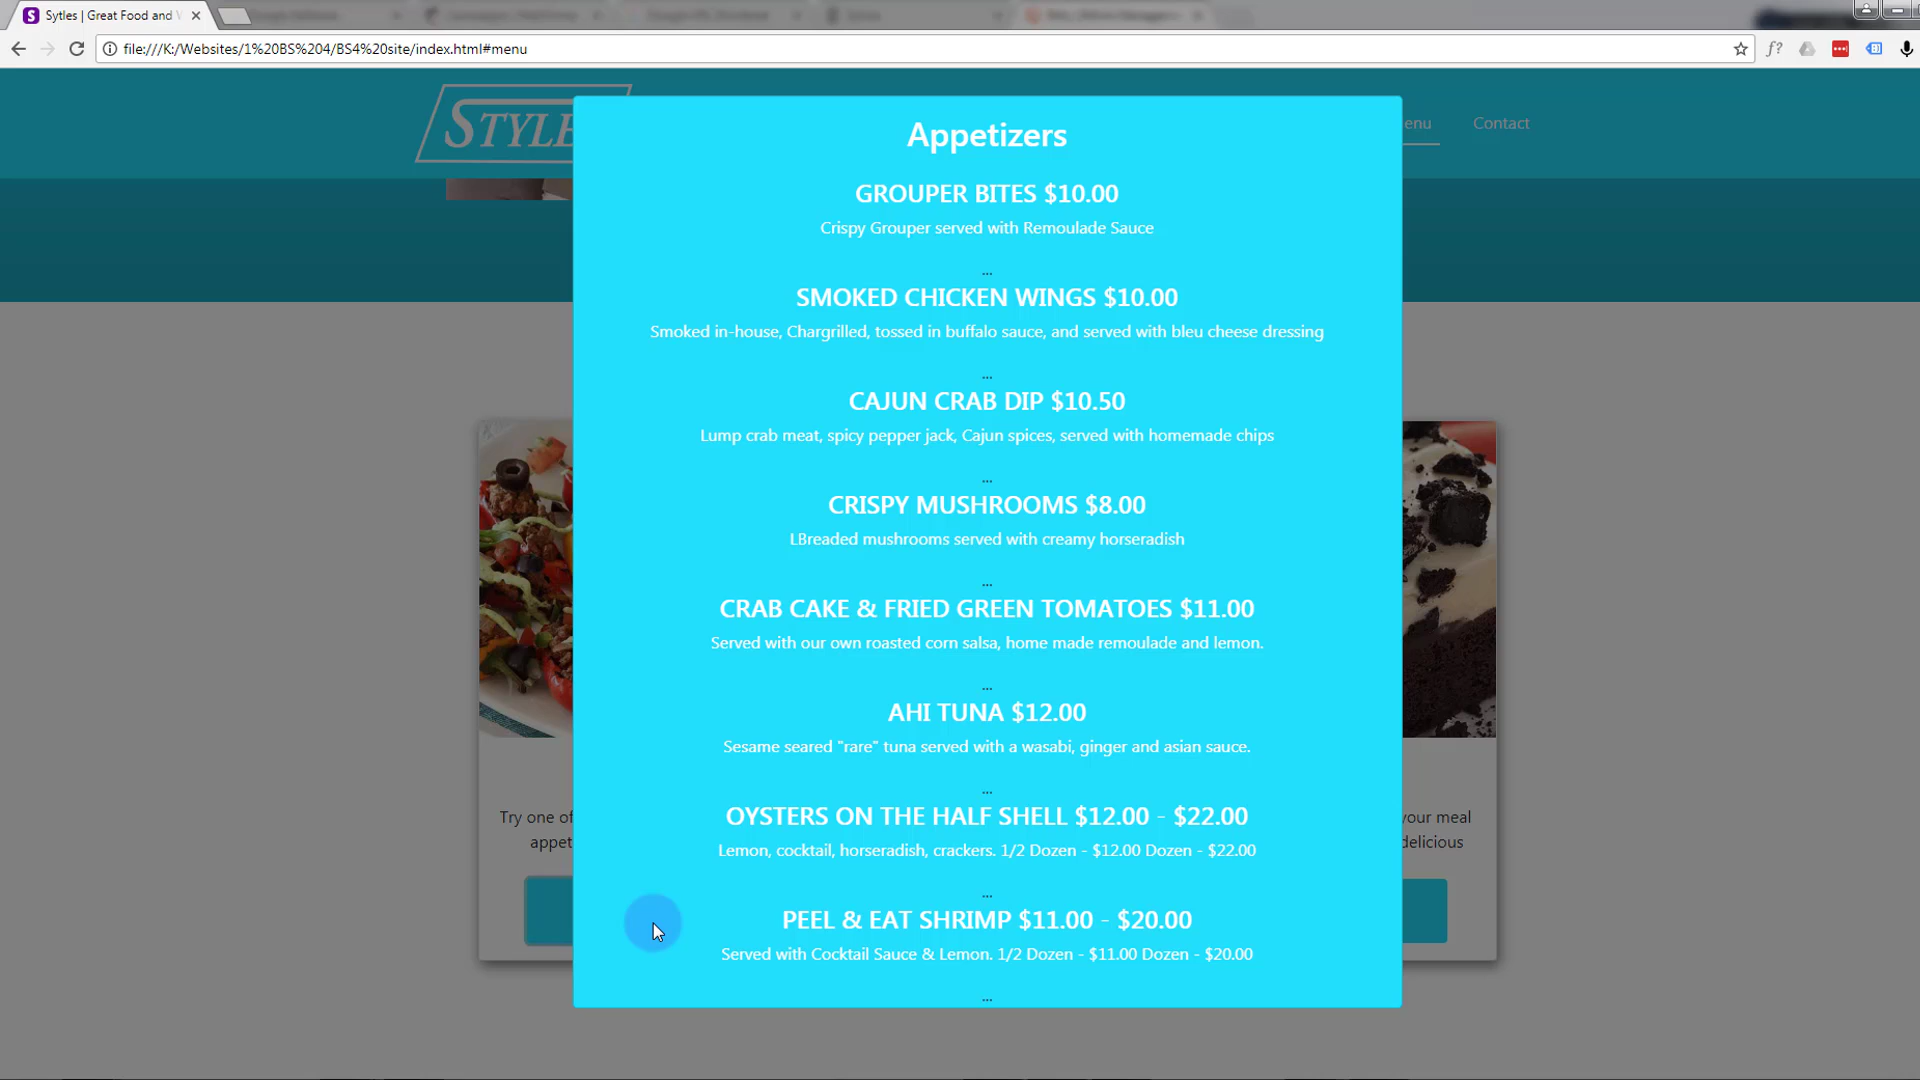 Sytles | Great Food and
file:///K:/Websites/1%20BS%204/BS4%20site/index.html#menu
STYLE
enu
Contact
Appetizers
GROUPER BITES $10.00
Crispy Grouper served with Remoulade Sauce
...
SMOKED CHICKEN WINGS $10.00
Smoked in-house, Chargrilled, tossed in buffalo sauce, and served with bleu cheese dressing
...
CAJUN CRAB DIP $10.50
Lump crab meat, spicy pepper jack, Cajun spices, served with homemade chips
...
CRISPY MUSHROOMS $8.00
LBreaded mushrooms served with creamy horseradish
...
CRAB CAKE & FRIED GREEN TOMATOES $11.00
Served with our own roasted corn salsa, home made remoulade and lemon.
...
AHI TUNA $12.00
Sesame seared "rare" tuna served with a wasabi, ginger and asian sauce.
...
OYSTERS ON THE HALF SHELL $12.00 - $22.00
Lemon, cocktail, horseradish, crackers. 1/2 Dozen - $12.00 Dozen - $22.00
...
PEEL & EAT SHRIMP $11.00 - $20.00
Served with Cocktail Sauce & Lemon. 1/2 Dozen - $11.00 Dozen - $20.00
...
Try one of
appet
your meal
delicious